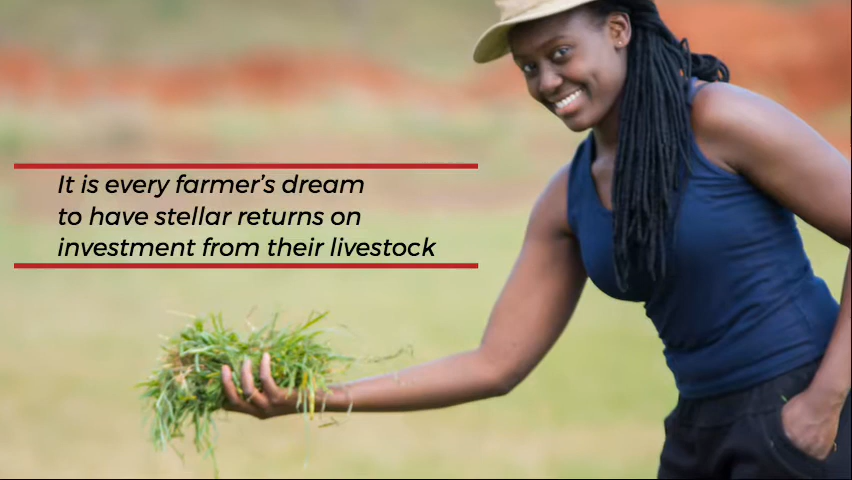 It is every farmer’s dream
to have stellar returns on
investment from their livestock